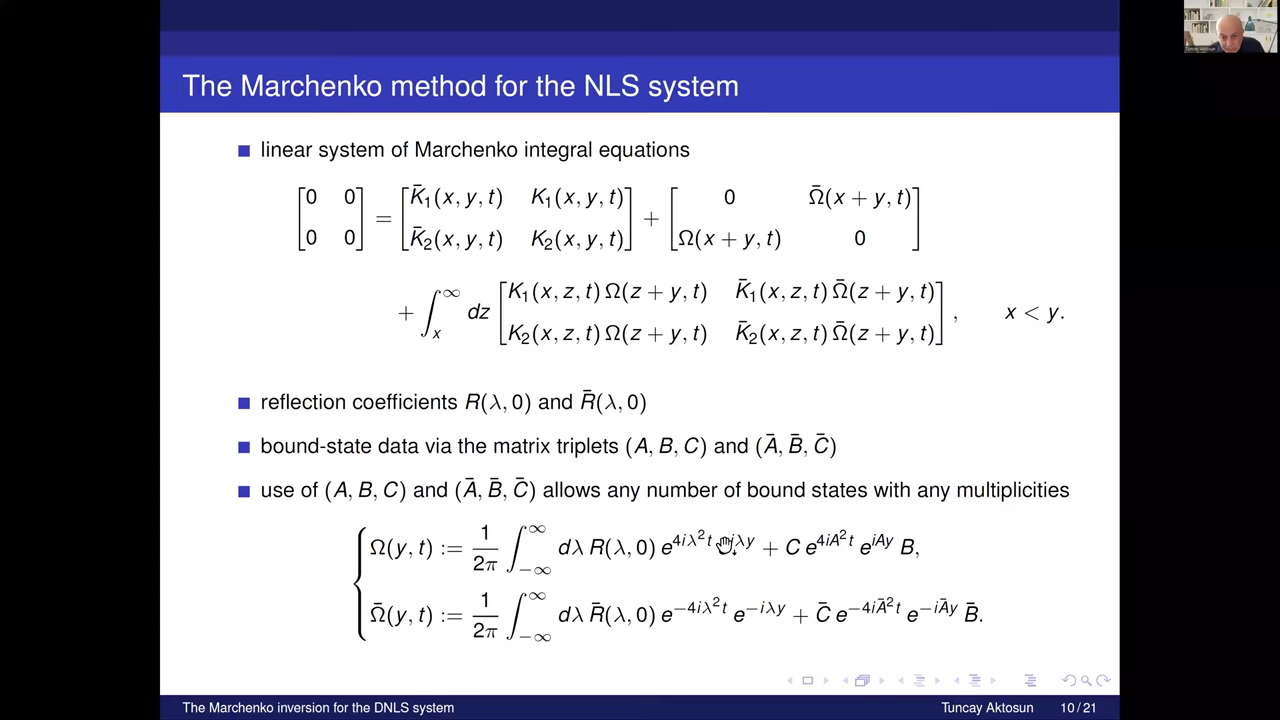 Tuncay Aktosun
The Marchenko method for the NLS system
linear system of Marchenko integral equations
[0 0; 0 0] = [K̄₁(x, y, t) K₁(x, y, t); K̄₂(x, y, t) K₂(x, y, t)] + [0 Ω̄(x + y, t); Ω(x + y, t) 0]
+ ∫ₓ^∞ dz [K₁(x, z, t) Ω(z + y, t) K̄₁(x, z, t) Ω̄(z + y, t); K₂(x, z, t) Ω(z + y, t) K̄₂(x, z, t) Ω̄(z + y, t)], x < y.
reflection coefficients R(λ, 0) and R̄(λ, 0)
bound-state data via the matrix triplets (A, B, C) and (Ā, B̄, C̄)
use of (A, B, C) and (Ā, B̄, C̄) allows any number of bound states with any multiplicities
Ω(y, t) := 1/2π ∫_{−∞}^{∞} dλ R(λ, 0) e^{4iλ²t} ^{iλy} + C e^{4iA²t} e^{iAy} B,
Ω̄(y, t) := 1/2π ∫_{−∞}^{∞} dλ R̄(λ, 0) e^{−4iλ²t} e^{−iλy} + C̄ e^{−4iĀ²t} e^{−iĀy} B̄.
The Marchenko inversion for the DNLS system Tuncay Aktosun 10 / 21